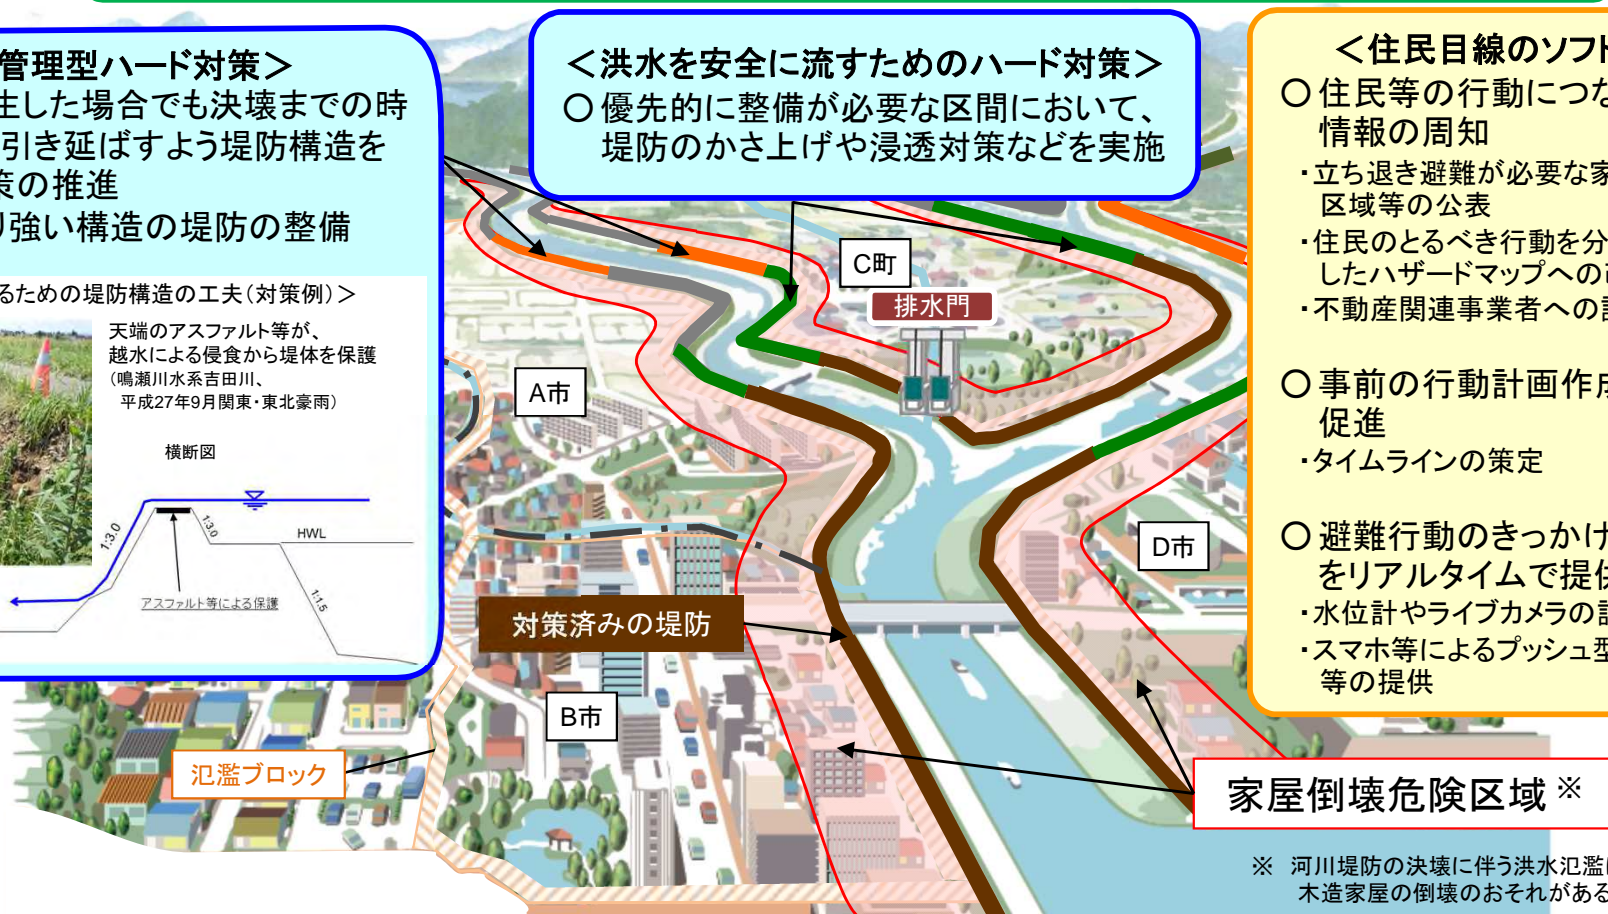 管理型ハード対策＞
生した場合でも決壊までの時
引き延ばすよう堤防構造を
策の推進
り強い構造の堤防の整備
るための堤防構造の工夫(対策例)＞
天端のアスファルト等が、
越水による侵食から堤体を保護
(鳴瀬川水系吉田川、
平成27年9月関東・東北豪雨)
横断図
1:3.0
1:3.0
HWL
1:1.5
アスファルト等による保護
＜洪水を安全に流すためのハード対策＞
○優先的に整備が必要な区間において、
堤防のかさ上げや浸透対策などを実施
＜住民目線のソフト
○住民等の行動につな
情報の周知
・立ち退き避難が必要な家
区域等の公表
・住民のとるべき行動を分
したハザードマップへの改
・不動産関連事業者への説
○事前の行動計画作成
促進
・タイムラインの策定
○避難行動のきっかけ
をリアルタイムで提供
・水位計やライブカメラの設
・スマホ等によるプッシュ型
等の提供
C町
排水門
A市
D市
対策済みの堤防
B市
氾濫ブロック
家屋倒壊危険区域※
※ 河川堤防の決壊に伴う洪水氾濫
木造家屋の倒壊のおそれがある